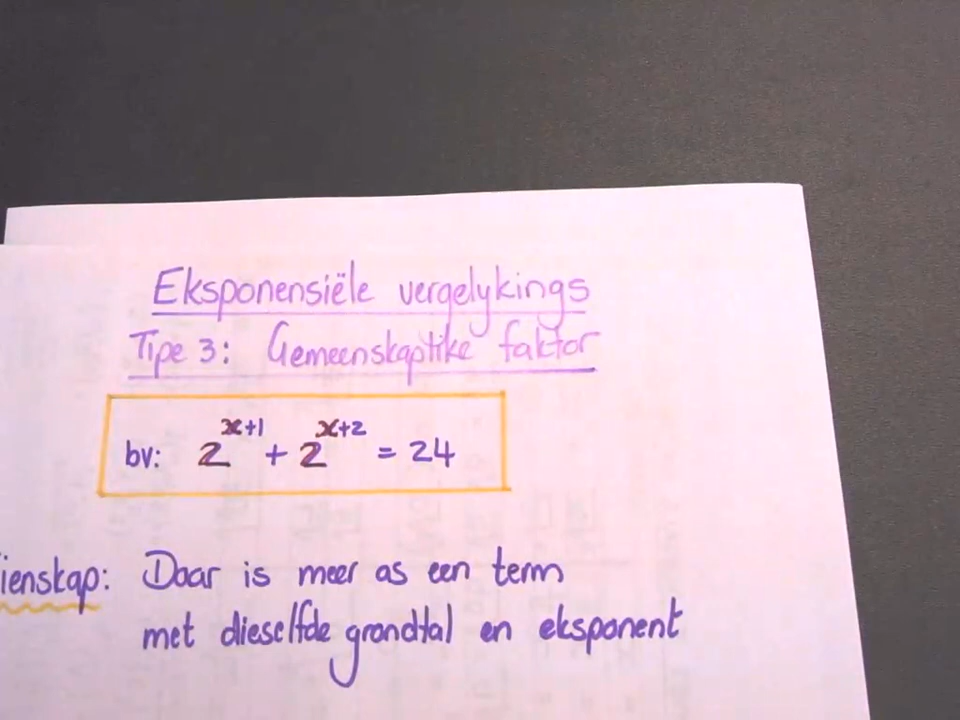 Eksponensiële vergelykings
Tipe 3: Gemeenskaplike faktor
bv: 2^{x+1} + 2^{x+2} = 24
ienskap: Daar is meer as een term
met dieselfde grondtal en eksponent